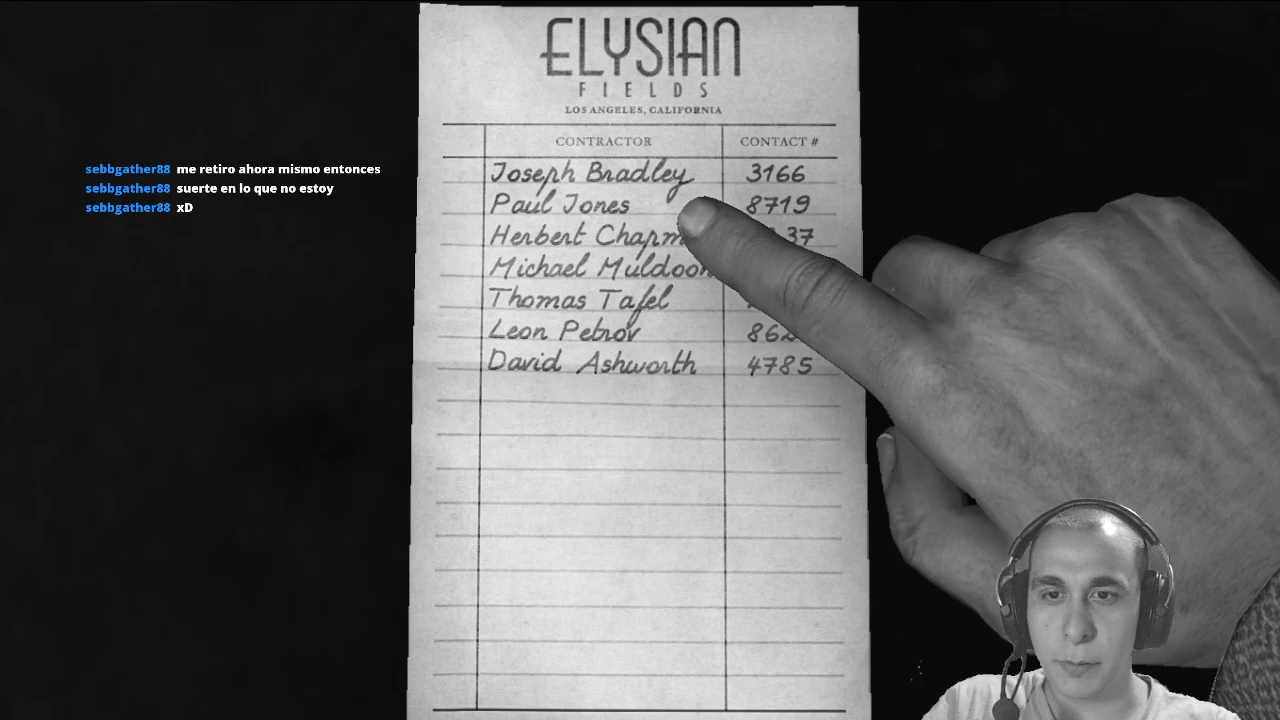 ELYSIAN
FIELDS
LOS ANGELES, CALIFORNIA
CONTRACTOR CONTACT #
Joseph Bradley 3166
Paul Jones 8719
Herbert
Michael Muldoon
Thomas Tafel
Leon Petrov
David Ashworth 4785
sebbgather88 me retiro ahora mismo entonces
sebbgather88 suerte en lo que no estoy
sebbgather88 xD